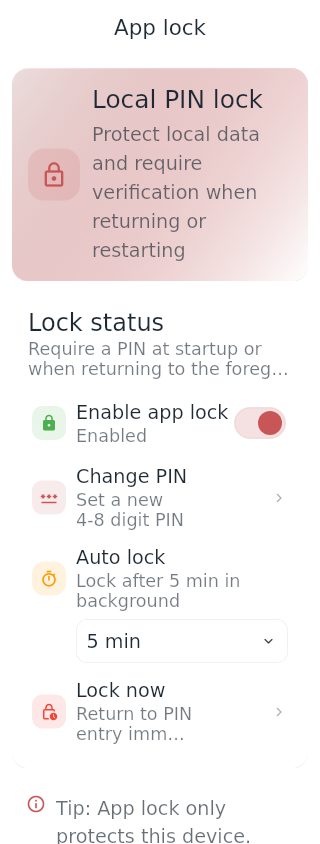 App lock
Local PIN lock
Protect local data
and require
verification when
returning or
restarting
Lock status
Require a PIN at startup or
when returning to the foreg…
Enable app lock
Enabled
Change PIN
Set a new
4-8 digit PIN
Auto lock
Lock after 5 min in
background
5 min
Lock now
Return to PIN
entry imm…
Tip: App lock only
protects this device.